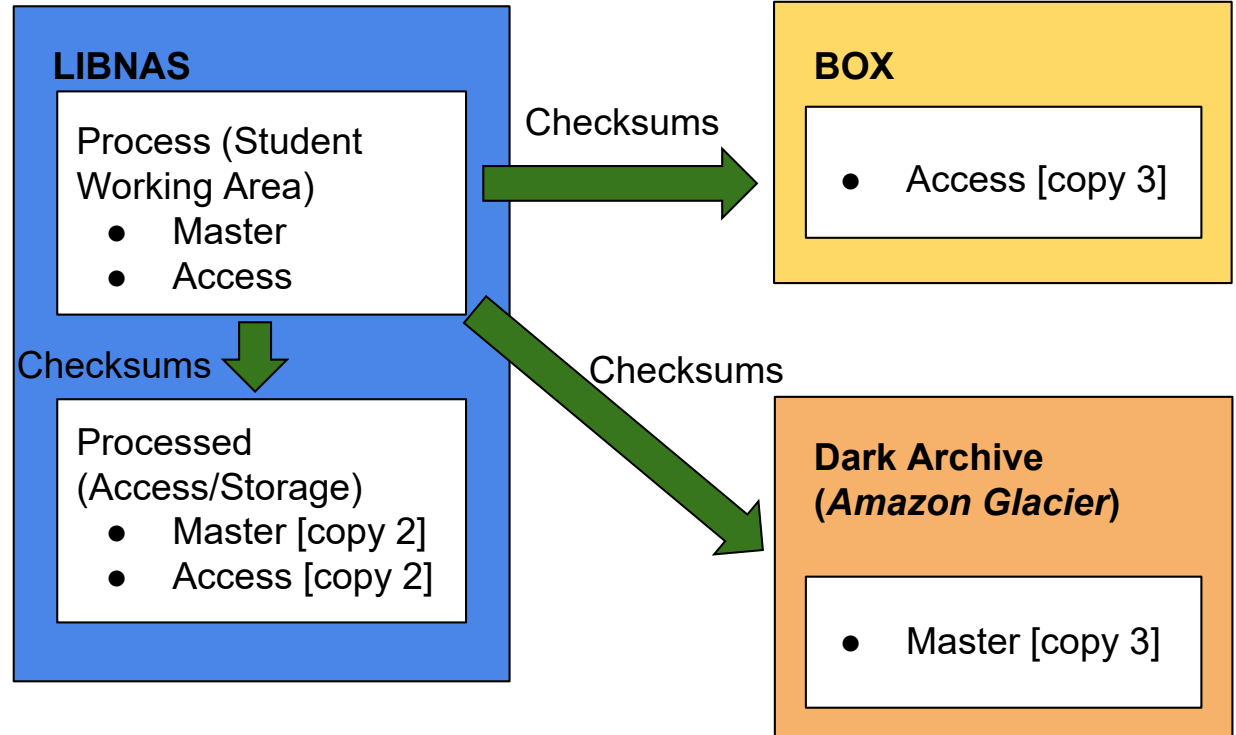 LIBNAS
Process (Student
Working Area)
● Master
● Access
Checksums
Processed
(Access/Storage)
● Master [copy 2]
● Access [copy 2]
Checksums
BOX
● Access [copy 3]
Checksums
Dark Archive
(Amazon Glacier)
● Master [copy 3]